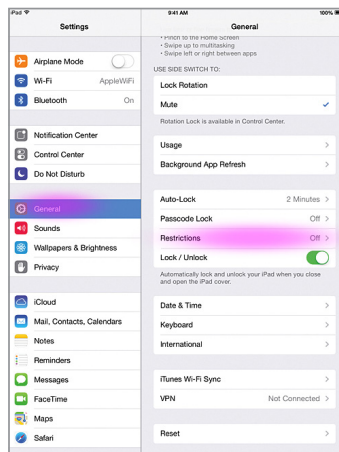 iPad 9:41 AM 100%
Settings
General
Airplane Mode
Wi-Fi AppleWiFi
Bluetooth On
Notification Center
Control Center
Do Not Disturb
General
Sounds
Wallpapers & Brightness
Privacy
iCloud
Mail, Contacts, Calendars
Notes
Reminders
Messages
FaceTime
Maps
Safari
• Pinch to the Home Screen
• Swipe up to multitasking
• Swipe left or right between apps
USE SIDE SWITCH TO:
Lock Rotation
Mute
Rotation Lock is available in Control Center.
Usage
Background App Refresh
Auto-Lock 2 Minutes
Passcode Lock Off
Restrictions Off
Lock / Unlock
Automatically lock and unlock your iPad when you close
and open the iPad cover.
Date & Time
Keyboard
International
iTunes Wi-Fi Sync
VPN Not Connected
Reset